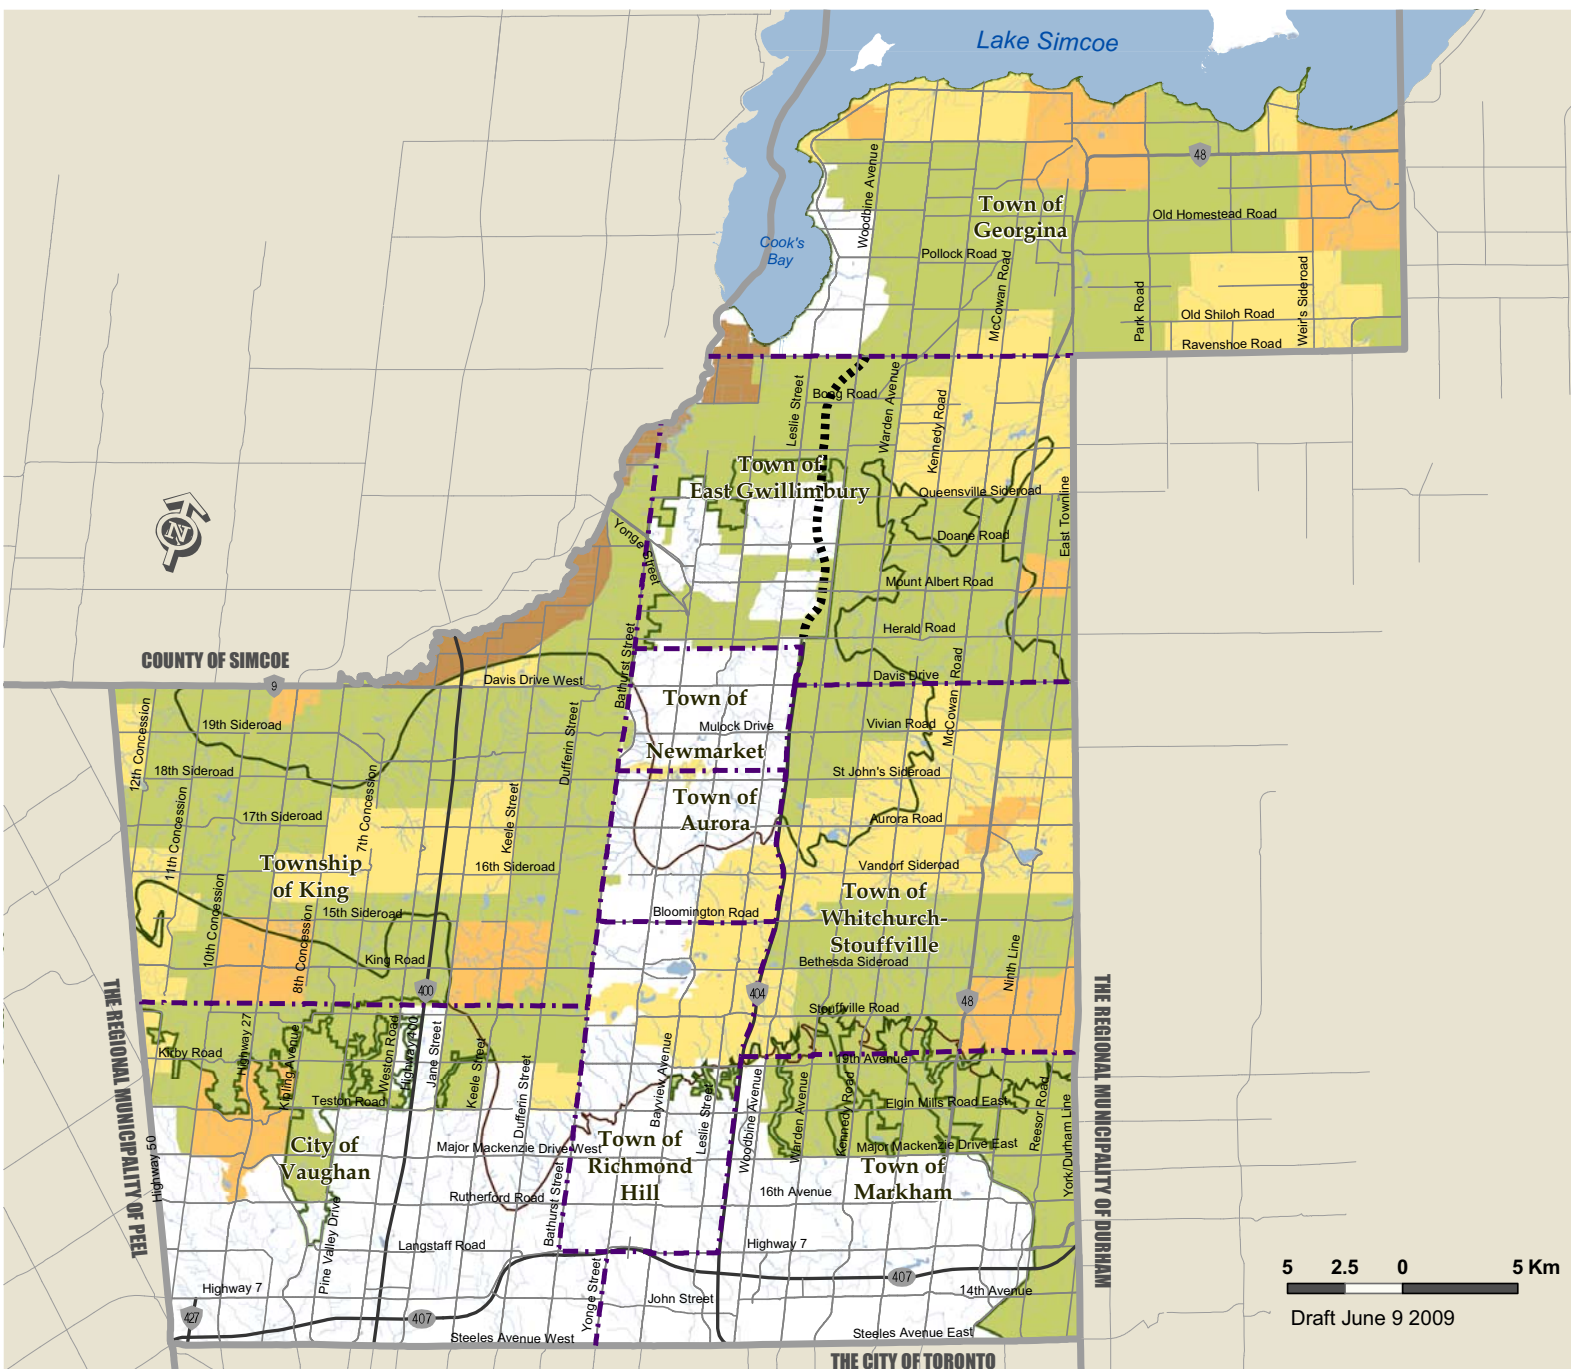 Lake Simcoe
48
Woodbine Avenue
Town of
Georgina
Old Homestead Road
Cook's
Bay
Pollock Road
McCowan Road
Park Road
Weir's Sideroad
Old Shiloh Road
Ravenshoe Road
Leslie Street
Boag Road
Warden Avenue
Kennedy Road
Town of
East Gwillimbury
Queensville Sideroad
N
Yonge Street
Doane Road
East Townline
Mount Albert Road
Herald Road
Bathurst Street
COUNTY OF SIMCOE
9
Davis Drive West
Davis Drive
McCowan Road
12th Concession
19th Sideroad
Dufferin Street
Town of
Newmarket
Mulock Drive
Vivian Road
18th Sideroad
St John's Sideroad
11th Concession
17th Sideroad
7th Concession
Keele Street
Town of
Aurora
Aurora Road
Township
of King
16th Sideroad
Vandorf Sideroad
Town of
Whitchurch-
Stouffville
10th Concession
15th Sideroad
8th Concession
Bloomington Road
King Road
Bethesda Sideroad
Ninth Line
400
404
48
Stouffville Road
THE REGIONAL MUNICIPALITY OF PEEL
THE REGIONAL MUNICIPALITY OF DURHAM
Kirby Road
Highway 27
Kipling Avenue
Weston Road
Highway 400
Jane Street
Keele Street
Dufferin Street
Bayview Avenue
19th Avenue
Teston Road
Leslie Street
Woodbine Avenue
Warden Avenue
Kennedy Road
Elgin Mills Road East
Reesor Road
York/Durham Line
City of
Vaughan
Major Mackenzie Drive West
Town of
Richmond
Hill
Major Mackenzie Drive East
Town of
Markham
Highway 50
Rutherford Road
Bathurst Street
16th Avenue
Pine Valley Drive
Langstaff Road
Highway 7
Highway 7
Yonge Street
407
John Street
14th Avenue
427
407
Steeles Avenue West
Steeles Avenue East
THE CITY OF TORONTO
5 2.5 0 5 Km
Draft June 9 2009